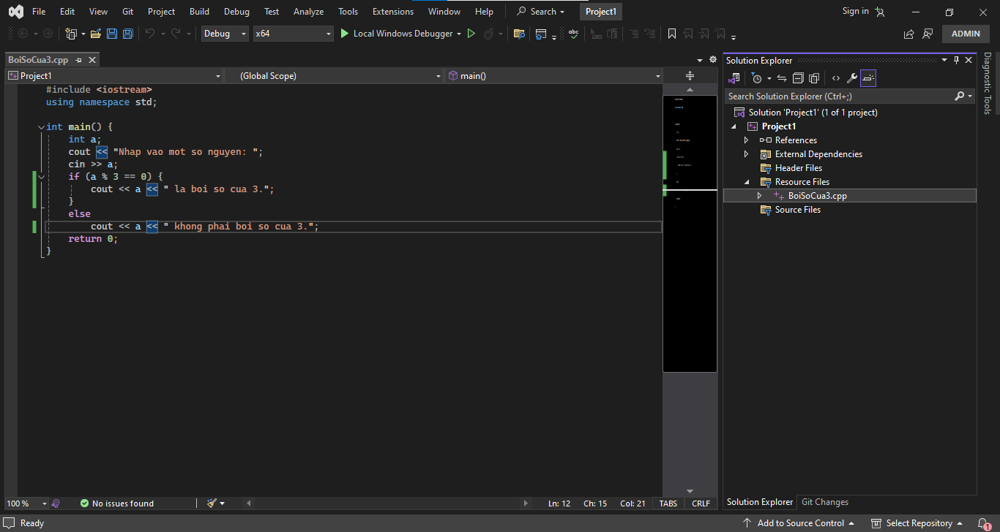 File Edit View Git Project Build Debug Test Analyze Tools Extensions Window Help Search Project1 Sign in
Debug x64 Local Windows Debugger abc ADMIN
BoiSoCua3.cpp
Project1 (Global Scope) main()
#include <iostream>
using namespace std;
int main() {
int a;
cout << "Nhap vao mot so nguyen: ";
cin >> a;
if (a % 3 == 0) {
cout << a << " la boi so cua 3.";
}
else
cout << a << " khong phai boi so cua 3.";
return 0;
}
Solution Explorer
Search Solution Explorer (Ctrl+;)
Solution 'Project1' (1 of 1 project)
Project1
References
External Dependencies
Header Files
Resource Files
BoiSoCua3.cpp
Source Files
Diagnostic Tools
100 % No issues found Ln: 12 Ch: 15 Col: 21 TABS CRLF
Solution Explorer Git Changes
Ready Add to Source Control Select Repository 1